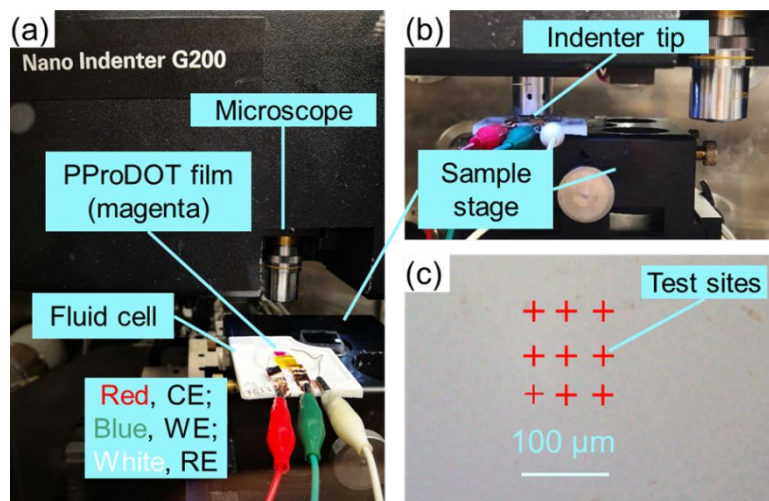 (a)
Nano Indenter G200
Microscope
PProDOT film
(magenta)
Fluid cell
Red, CE;
Blue, WE;
White, RE
(b)
Indenter tip
Sample
stage
(c)
Test sites
100 μm